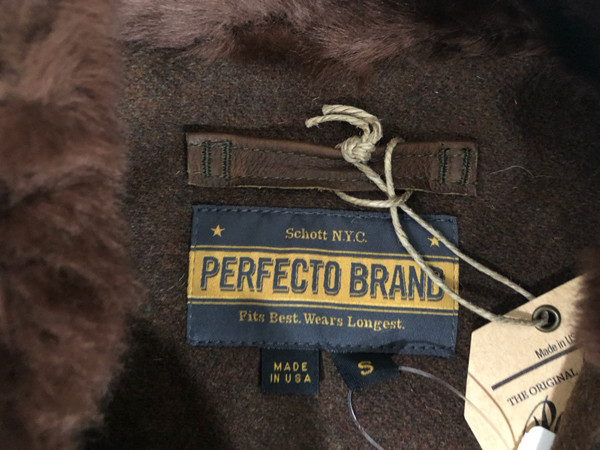 Schott N.Y.C.
PERFECTO BRAND
Fits Best. Wears Longest.
MADE
IN USA
S
Made in
THE ORIGINAL